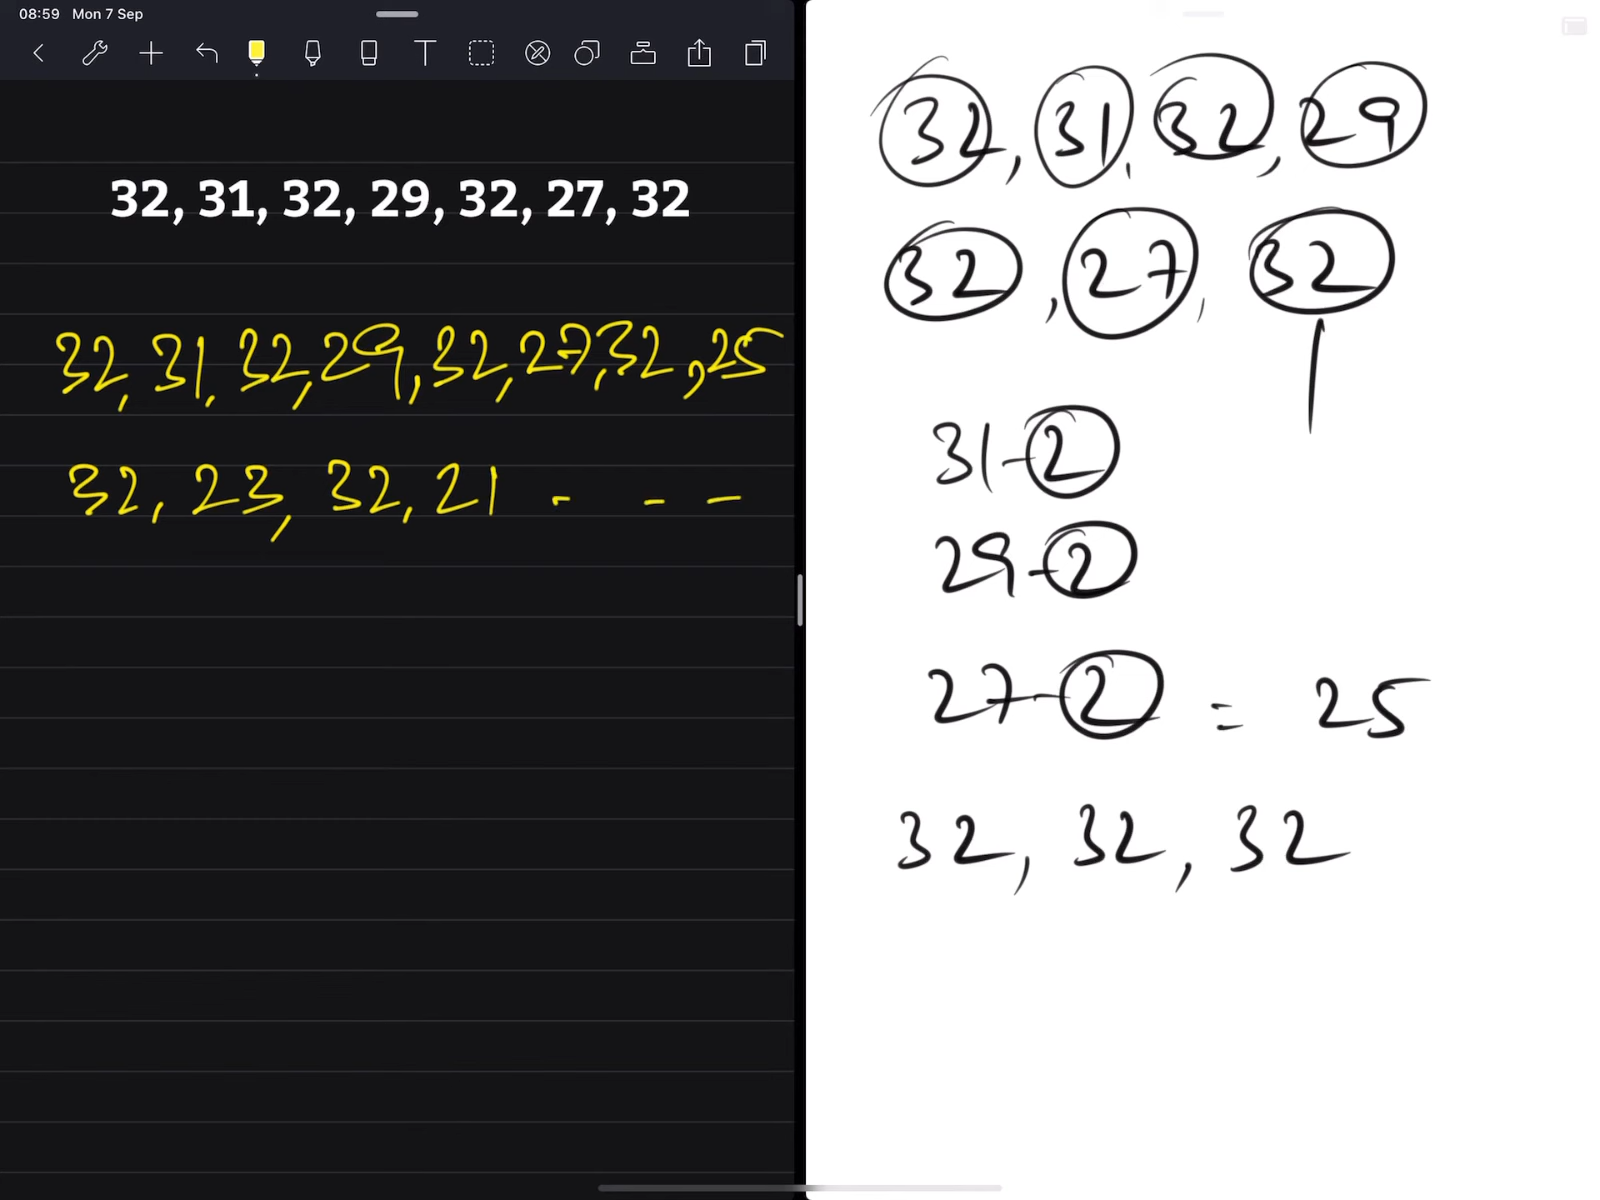 08:59 Mon 7 Sep
32, 31, 32, 29, 32, 27, 32
32, 31, 32, 29, 32, 27, 32, 25
32, 23, 32, 21 - - -
32, 31, 32, 29
32, 27, 32
31-2
29-2
27-2 = 25
32, 32, 32